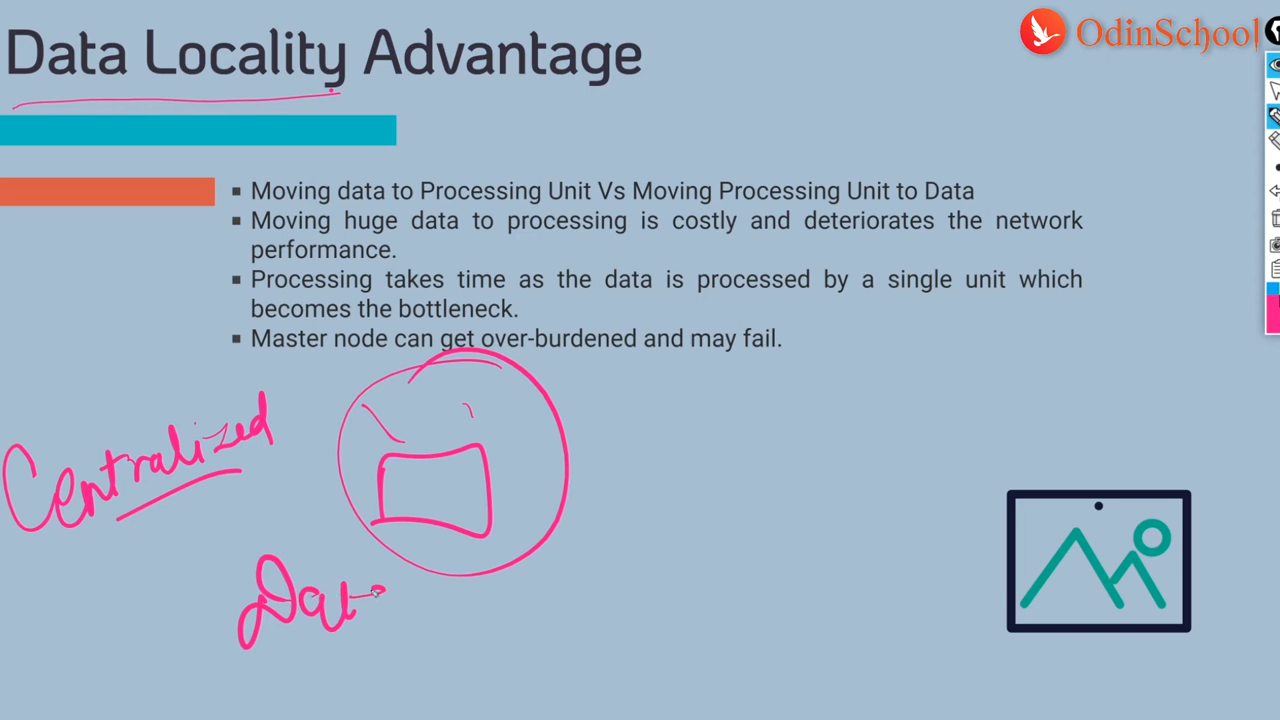 Data Locality Advantage
OdinSchool
▪ Moving data to Processing Unit Vs Moving Processing Unit to Data
▪ Moving huge data to processing is costly and deteriorates the network
performance.
▪ Processing takes time as the data is processed by a single unit which
becomes the bottleneck.
▪ Master node can get over-burdened and may fail.
Centralized